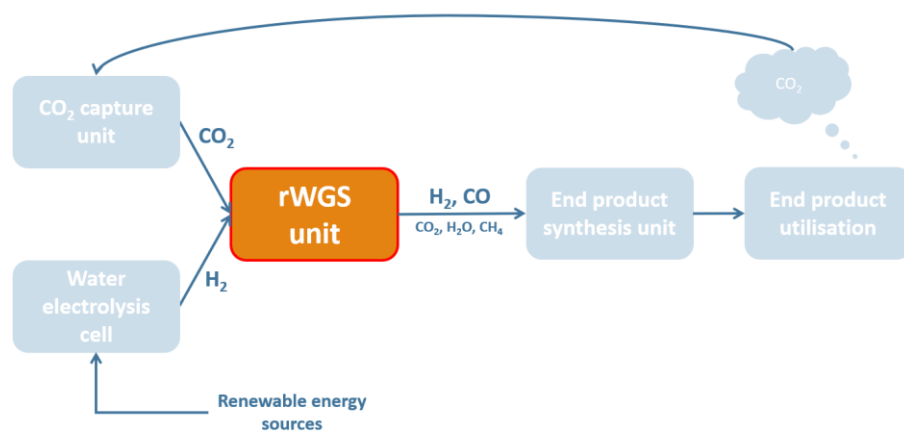 CO₂
CO₂ capture
unit
CO₂
rWGS
unit
H₂, CO
CO₂, H₂O, CH₄
End product
synthesis unit
End product
utilisation
H₂
Water
electrolysis
cell
Renewable energy
sources